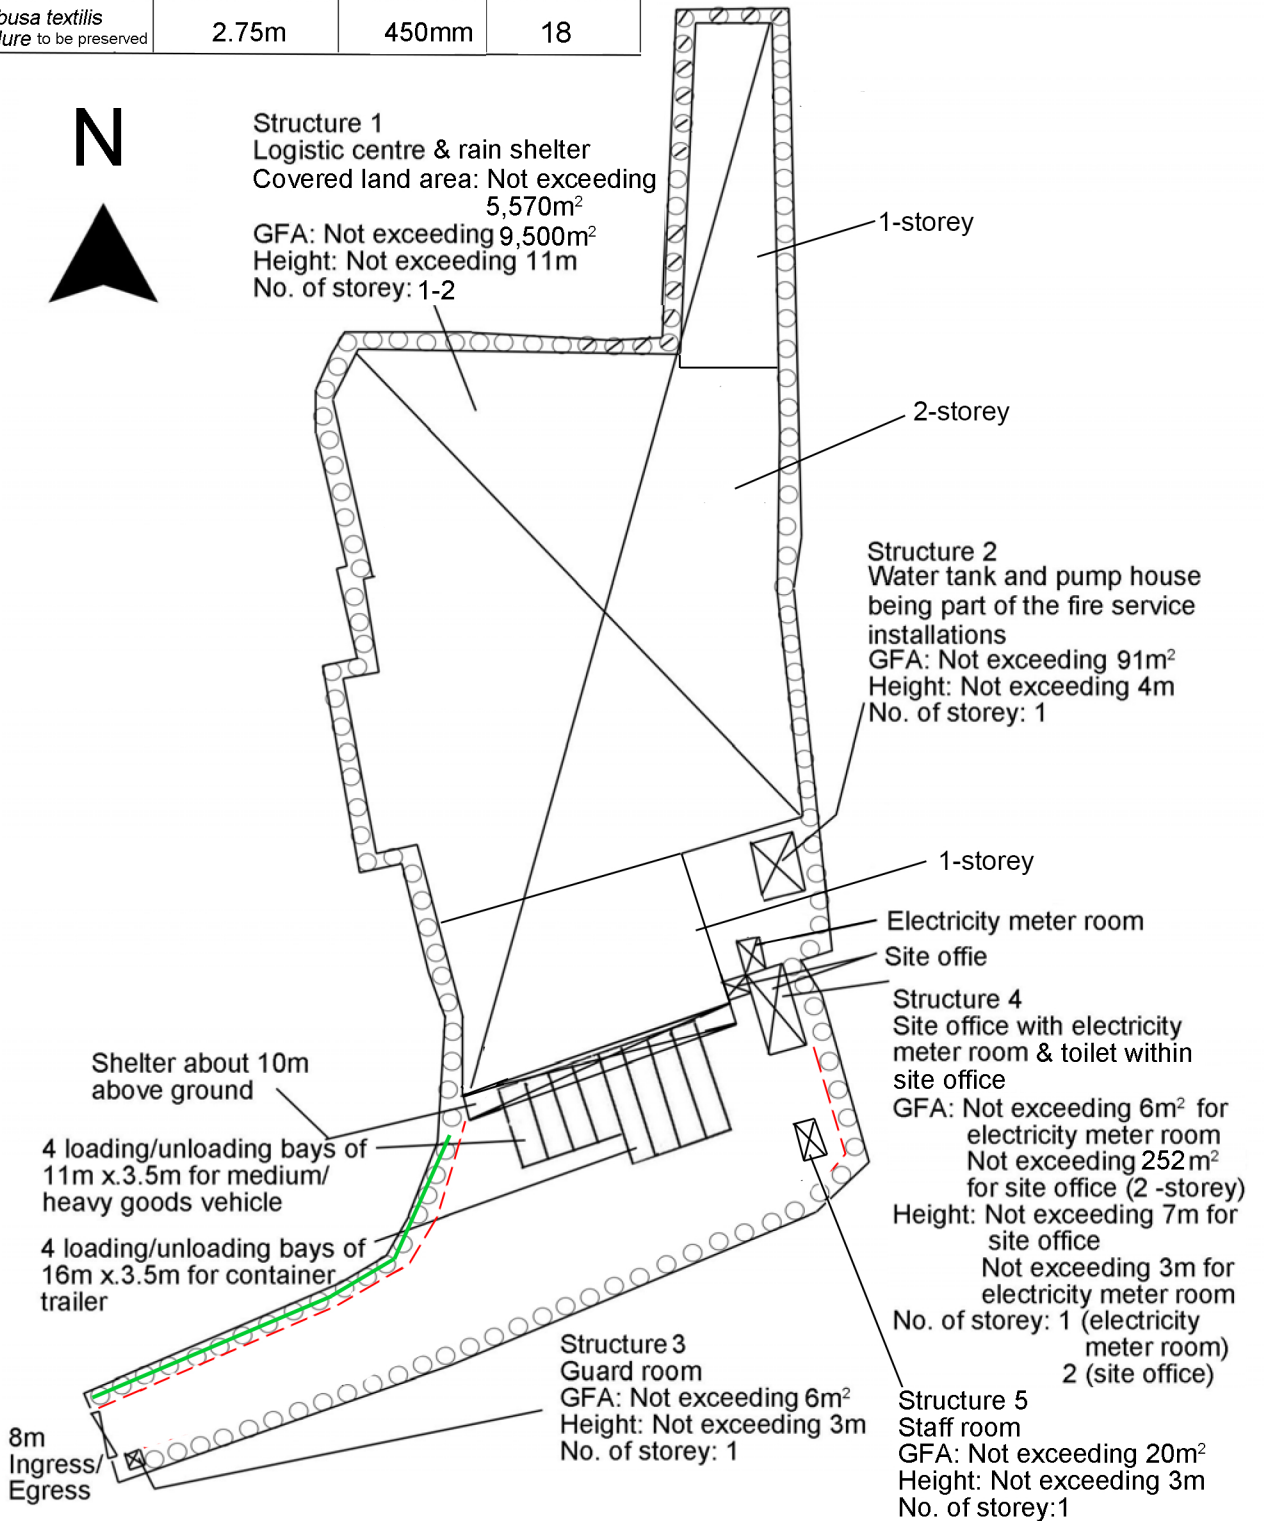 textilis
to be preserved 2.75m 450mm 18
N
Structure 1
Logistic centre & rain shelter
Covered land area: Not exceeding
5,570m²
GFA: Not exceeding 9,500m²
Height: Not exceeding 11m
No. of storey: 1-2
1-storey
2-storey
Structure 2
Water tank and pump house
being part of the fire service
installations
GFA: Not exceeding 91m²
Height: Not exceeding 4m
No. of storey: 1
1-storey
Electricity meter room
Site offie
Structure 4
Site office with electricity
meter room & toilet within
site office
GFA: Not exceeding 6m² for
electricity meter room
Not exceeding 252m²
for site office (2 -storey)
Height: Not exceeding 7m for
site office
Not exceeding 3m for
electricity meter room
No. of storey: 1 (electricity
meter room)
2 (site office)
Shelter about 10m
above ground
4 loading/unloading bays of
11m x.3.5m for medium/
heavy goods vehicle
4 loading/unloading bays of
16m x.3.5m for container
trailer
Structure 3
Guard room
GFA: Not exceeding 6m²
Height: Not exceeding 3m
No. of storey: 1
Structure 5
Staff room
GFA: Not exceeding 20m²
Height: Not exceeding 3m
No. of storey:1
8m
Ingress/
Egress